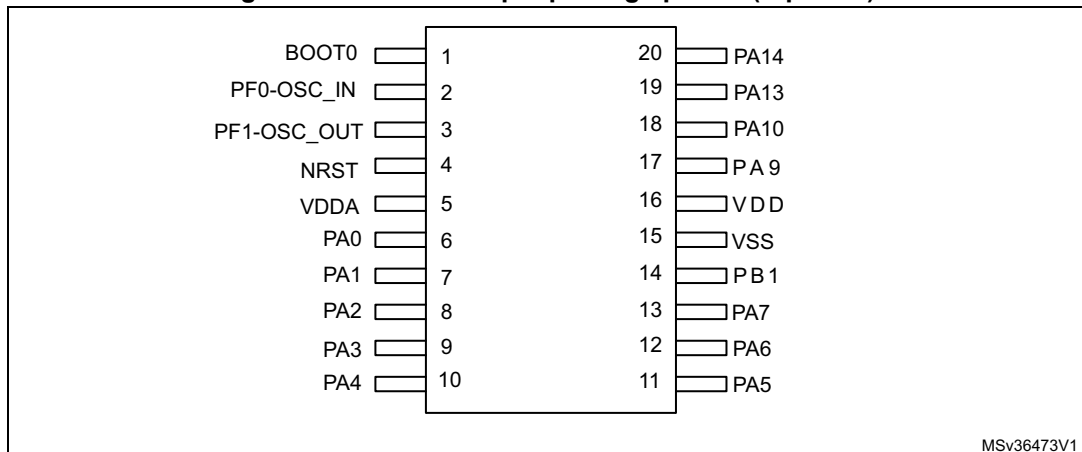 BOOT0 1 20 PA14
PF0-OSC_IN 2 19 PA13
PF1-OSC_OUT 3 18 PA10
NRST 4 17 PA9
VDDA 5 16 VDD
PA0 6 15 VSS
PA1 7 14 PB1
PA2 8 13 PA7
PA3 9 12 PA6
PA4 10 11 PA5
MSv36473V1